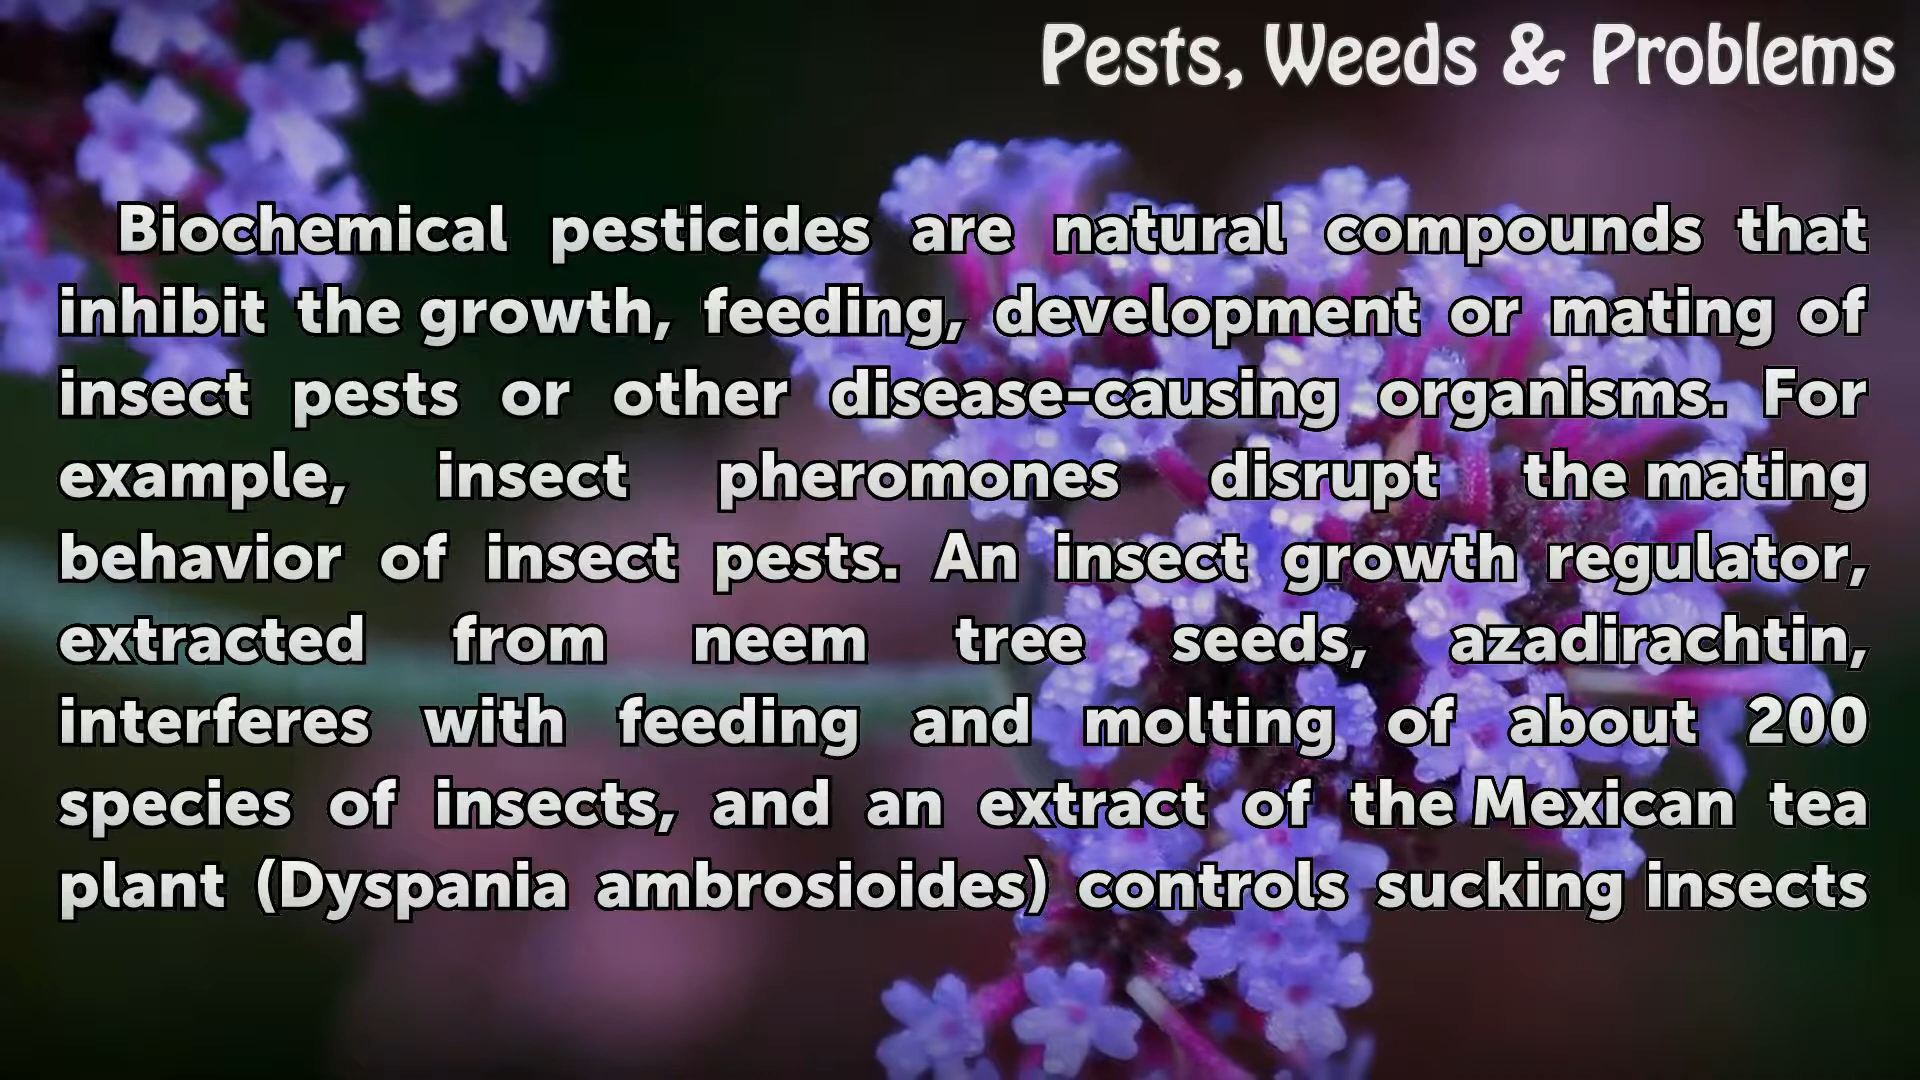 Pests, Weeds & Problems
Biochemical pesticides are natural compounds that
inhibit the growth, feeding, development or mating of
insect pests or other disease-causing organisms. For
example, insect pheromones disrupt the mating
behavior of insect pests. An insect growth regulator,
extracted from neem tree seeds, azadirachtin,
interferes with feeding and molting of about 200
species of insects, and an extract of the Mexican tea
plant (Dyspania ambrosioides) controls sucking insects